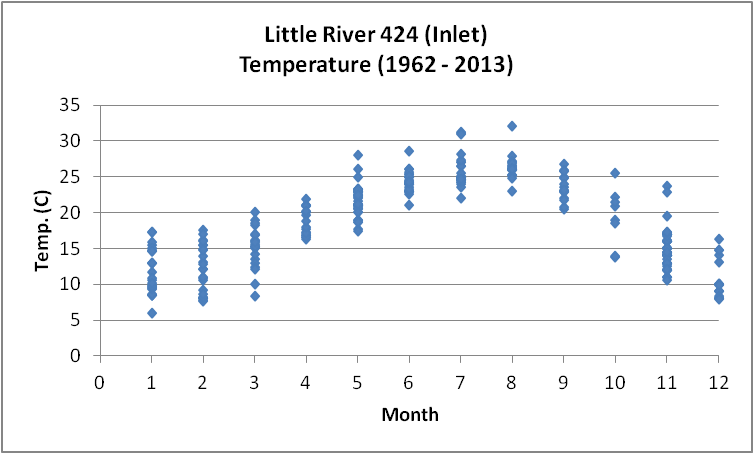 Little River 424 (Inlet)
Temperature (1962 - 2013)
35
30
25
20
15
10
5
0
Temp. (C)
0 1 2 3 4 5 6 7 8 9 10 11 12
Month